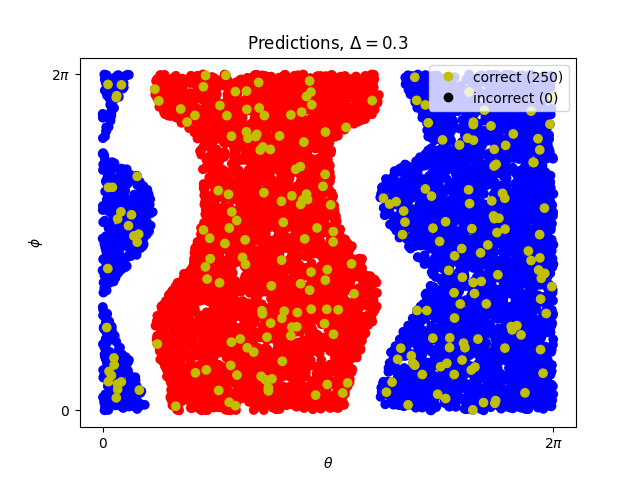 Predictions, Δ = 0.3
2π
correct (250)
incorrect (0)
ϕ
0
0
2π
θ